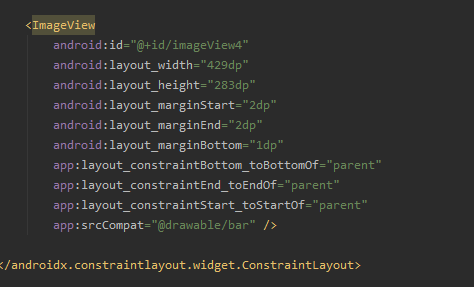 <ImageView
android:id="@+id/imageView4"
android:layout_width="429dp"
android:layout_height="283dp"
android:layout_marginStart="2dp"
android:layout_marginEnd="2dp"
android:layout_marginBottom="1dp"
app:layout_constraintBottom_toBottomOf="parent"
app:layout_constraintEnd_toEndOf="parent"
app:layout_constraintStart_toStartOf="parent"
app:srcCompat="@drawable/bar" />
</androidx.constraintlayout.widget.ConstraintLayout>